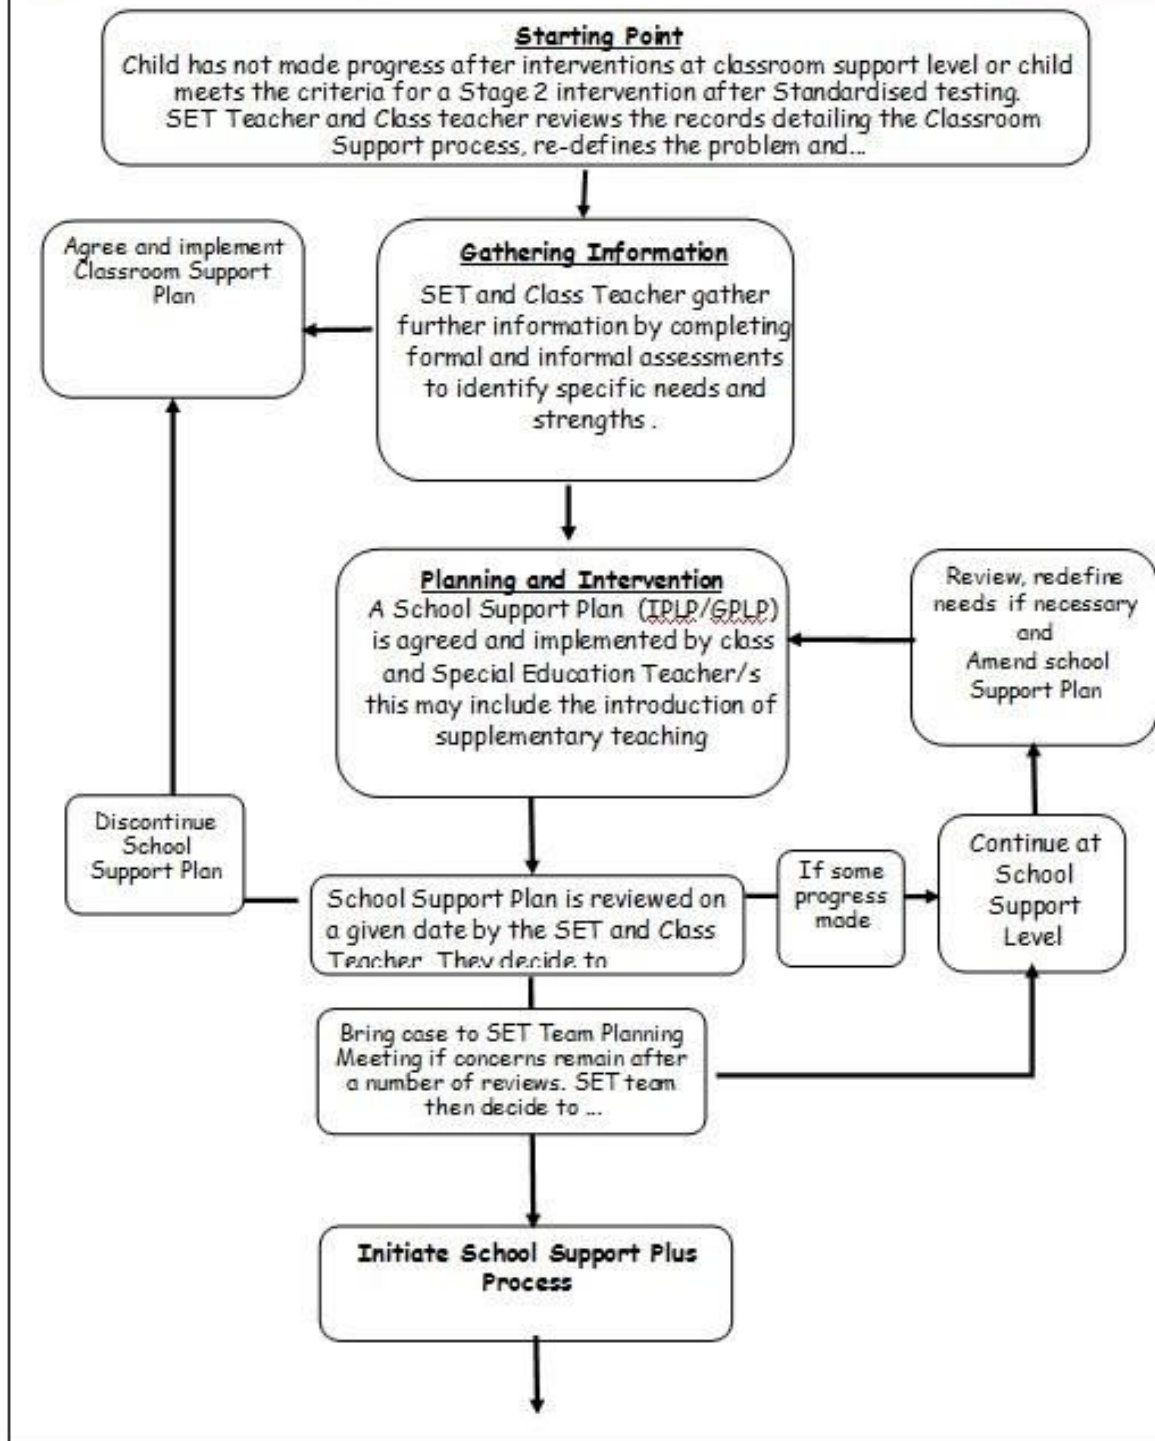 Starting Point
Child has not made progress after interventions at classroom support level or child
meets the criteria for a Stage 2 intervention after Standardised testing.
SET Teacher and Class teacher reviews the records detailing the Classroom
Support process, re-defines the problem and...
Agree and implement
Classroom Support
Plan
Gathering Information
SET and Class Teacher gather
further information by completing
formal and informal assessments
to identify specific needs and
strengths .
Planning and Intervention
A School Support Plan (IPLP/GPLP)
is agreed and implemented by class
and Special Education Teacher/s
this may include the introduction of
supplementary teaching
Review, redefine
needs if necessary
and
Amend school
Support Plan
Discontinue
School
Support Plan
School Support Plan is reviewed on
a given date by the SET and Class
Teacher. They decide to
If some
progress
made
Continue at
School
Support
Level
Bring case to SET Team Planning
Meeting if concerns remain after
a number of reviews. SET team
then decide to ...
Initiate School Support Plus
Process